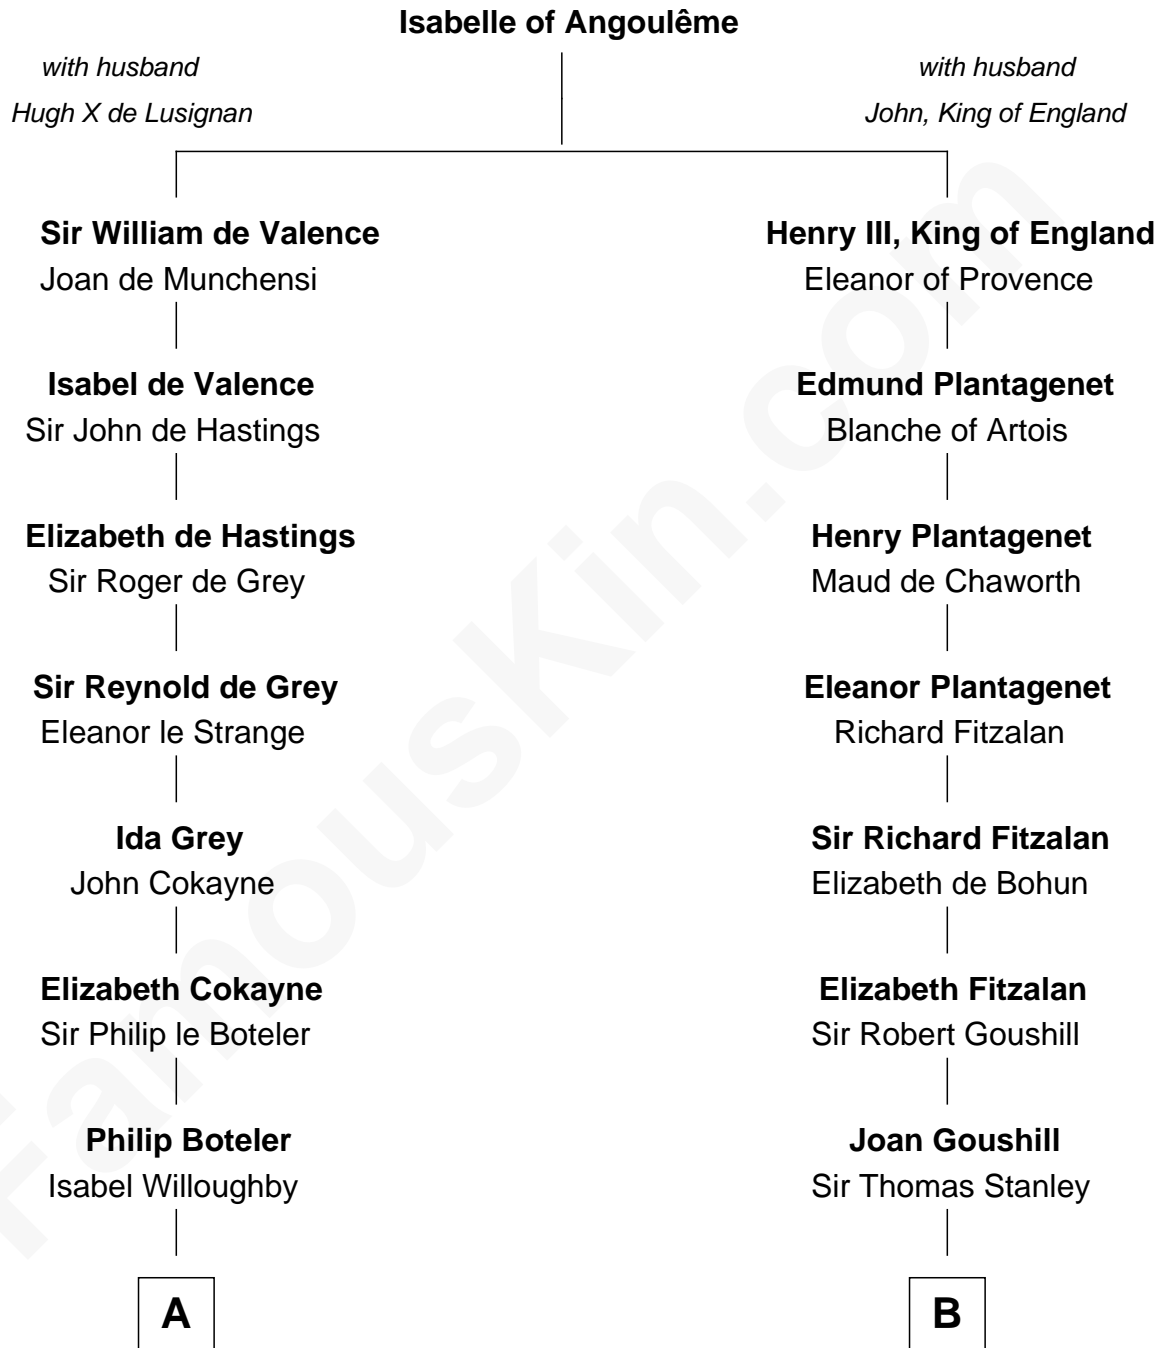 Isabelle of Angoulême
with husband
Hugh X de Lusignan
with husband
John, King of England
Sir William de Valence
Joan de Munchensi
Henry III, King of England
Eleanor of Provence
Isabel de Valence
Sir John de Hastings
Edmund Plantagenet
Blanche of Artois
Elizabeth de Hastings
Sir Roger de Grey
Henry Plantagenet
Maud de Chaworth
Sir Reynold de Grey
Eleanor le Strange
Eleanor Plantagenet
Richard Fitzalan
Ida Grey
John Cokayne
Sir Richard Fitzalan
Elizabeth de Bohun
Elizabeth Cokayne
Sir Philip le Boteler
Elizabeth Fitzalan
Sir Robert Goushill
Philip Boteler
Isabel Willoughby
Joan Goushill
Sir Thomas Stanley
A
B
FamousKin.com